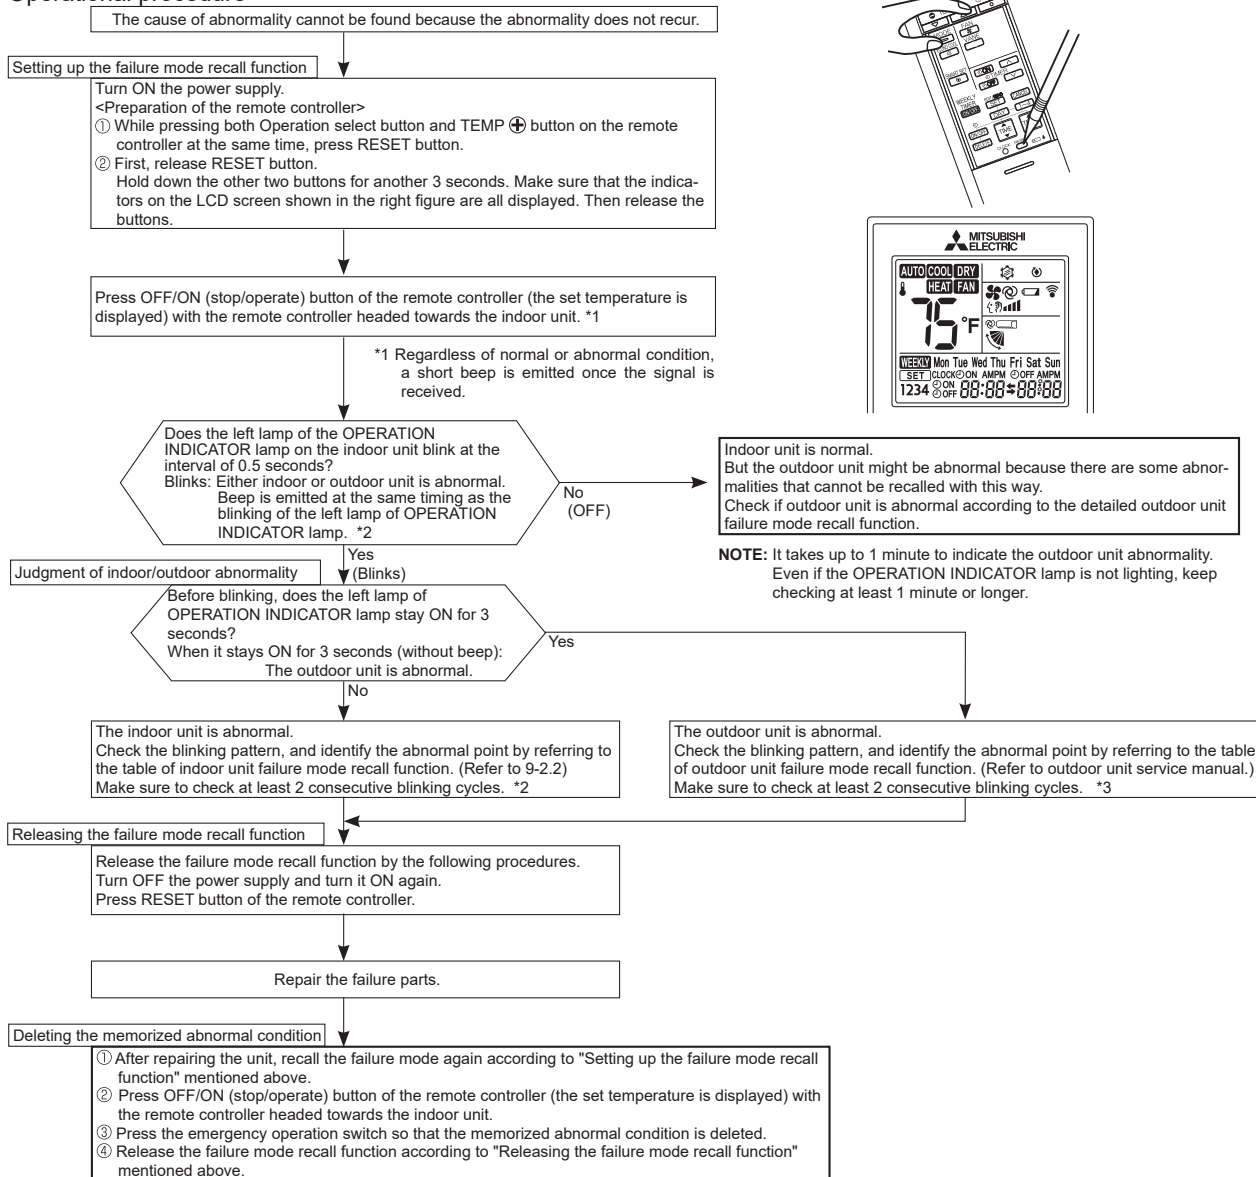 Operational procedure
The cause of abnormality cannot be found because the abnormality does not recur.
Setting up the failure mode recall function
Turn ON the power supply.
<Preparation of the remote controller>
① While pressing both Operation select button and TEMP ⊕ button on the remote
controller at the same time, press RESET button.
② First, release RESET button.
Hold down the other two buttons for another 3 seconds. Make sure that the indica-
tors on the LCD screen shown in the right figure are all displayed. Then release the
buttons.
FAN
VANE
WEEKLY
TIMER
TIME
CLOCK
MITSUBISHI
ELECTRIC
AUTO COOL DRY
HEAT FAN
75°F
WEEKLY Mon Tue Wed Thu Fri Sat Sun
SET CLOCK ON AMPM OFF AMPM
1234 ON OFF 88:88 88:88
Press OFF/ON (stop/operate) button of the remote controller (the set temperature is
displayed) with the remote controller headed towards the indoor unit. *1
*1 Regardless of normal or abnormal condition,
a short beep is emitted once the signal is
received.
Does the left lamp of the OPERATION
INDICATOR lamp on the indoor unit blink at the
interval of 0.5 seconds?
Blinks: Either indoor or outdoor unit is abnormal.
Beep is emitted at the same timing as the
blinking of the left lamp of OPERATION
INDICATOR lamp. *2
No
(OFF)
Indoor unit is normal.
But the outdoor unit might be abnormal because there are some abnor-
malities that cannot be recalled with this way.
Check if outdoor unit is abnormal according to the detailed outdoor unit
failure mode recall function.
NOTE: It takes up to 1 minute to indicate the outdoor unit abnormality.
Even if the OPERATION INDICATOR lamp is not lighting, keep
checking at least 1 minute or longer.
Yes
(Blinks)
Judgment of indoor/outdoor abnormality
Before blinking, does the left lamp of
OPERATION INDICATOR lamp stay ON for 3
seconds?
When it stays ON for 3 seconds (without beep):
The outdoor unit is abnormal.
Yes
No
The indoor unit is abnormal.
Check the blinking pattern, and identify the abnormal point by referring to
the table of indoor unit failure mode recall function. (Refer to 9-2.2)
Make sure to check at least 2 consecutive blinking cycles. *2
The outdoor unit is abnormal.
Check the blinking pattern, and identify the abnormal point by referring to the table
of outdoor unit failure mode recall function. (Refer to outdoor unit service manual.)
Make sure to check at least 2 consecutive blinking cycles. *3
Releasing the failure mode recall function
Release the failure mode recall function by the following procedures.
Turn OFF the power supply and turn it ON again.
Press RESET button of the remote controller.
Repair the failure parts.
Deleting the memorized abnormal condition
① After repairing the unit, recall the failure mode again according to "Setting up the failure mode recall
function" mentioned above.
② Press OFF/ON (stop/operate) button of the remote controller (the set temperature is displayed) with
the remote controller headed towards the indoor unit.
③ Press the emergency operation switch so that the memorized abnormal condition is deleted.
④ Release the failure mode recall function according to "Releasing the failure mode recall function"
mentioned above.